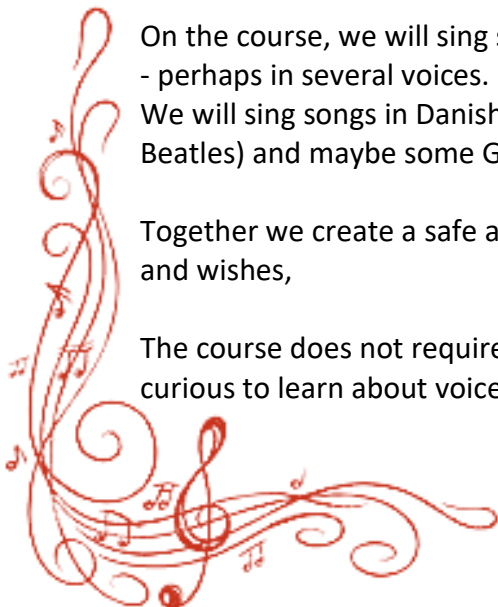 On the course, we will sing
- perhaps in several voices.
We will sing songs in Danish
Beatles) and maybe some G
Together we create a safe a
and wishes,
The course does not require
curious to learn about voice